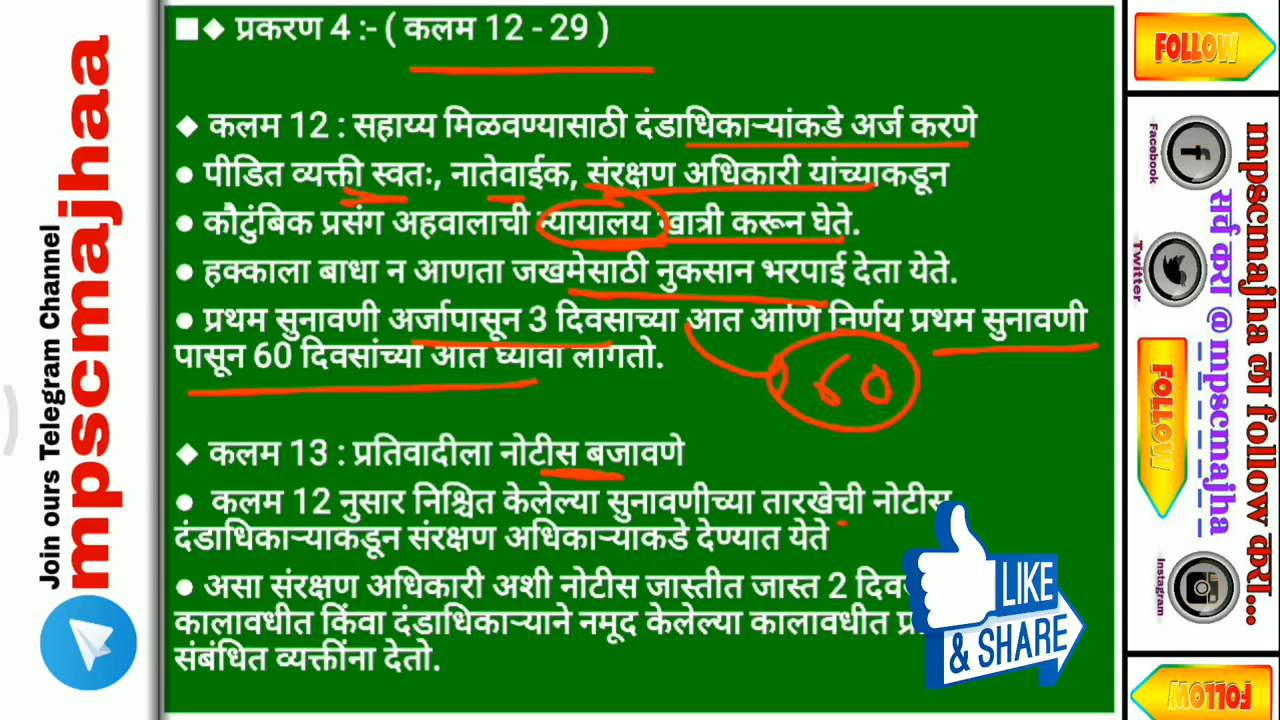 ■◆ प्रकरण 4 :- ( कलम 12 - 29 )
◆ कलम 12 : सहाय्य मिळवण्यासाठी दंडाधिकाऱ्यांकडे अर्ज करणे
● पीडित व्यक्ती स्वतः, नातेवाईक, संरक्षण अधिकारी यांच्याकडून
● कौटुंबिक प्रसंग अहवालाची न्यायालय खात्री करून घेते.
● हक्काला बाधा न आणता जखमेसाठी नुकसान भरपाई देता येते.
● प्रथम सुनावणी अर्जापासून 3 दिवसाच्या आत आणि निर्णय प्रथम सुनावणी
पासून 60 दिवसांच्या आत घ्यावा लागतो.
60
◆ कलम 13 : प्रतिवादीला नोटीस बजावणे
● कलम 12 नुसार निश्चित केलेल्या सुनावणीच्या तारखेची नोटीस
दंडाधिकाऱ्याकडून संरक्षण अधिकाऱ्याकडे देण्यात येते
● असा संरक्षण अधिकारी अशी नोटीस जास्तीत जास्त 2
कालावधीत किंवा दंडाधिकाऱ्याने नमूद केलेल्या कालावधीत
संबंधित व्यक्तींना देतो.
LIKE
& SHARE
Join ours Telegram Channel
mpscmajhaa
FOLLOW
Facebook
Twitter
FOLLOW
Instagram
FOLLOW
सर्च करा @ mpscmajha
mpscmajha ला follow करा...